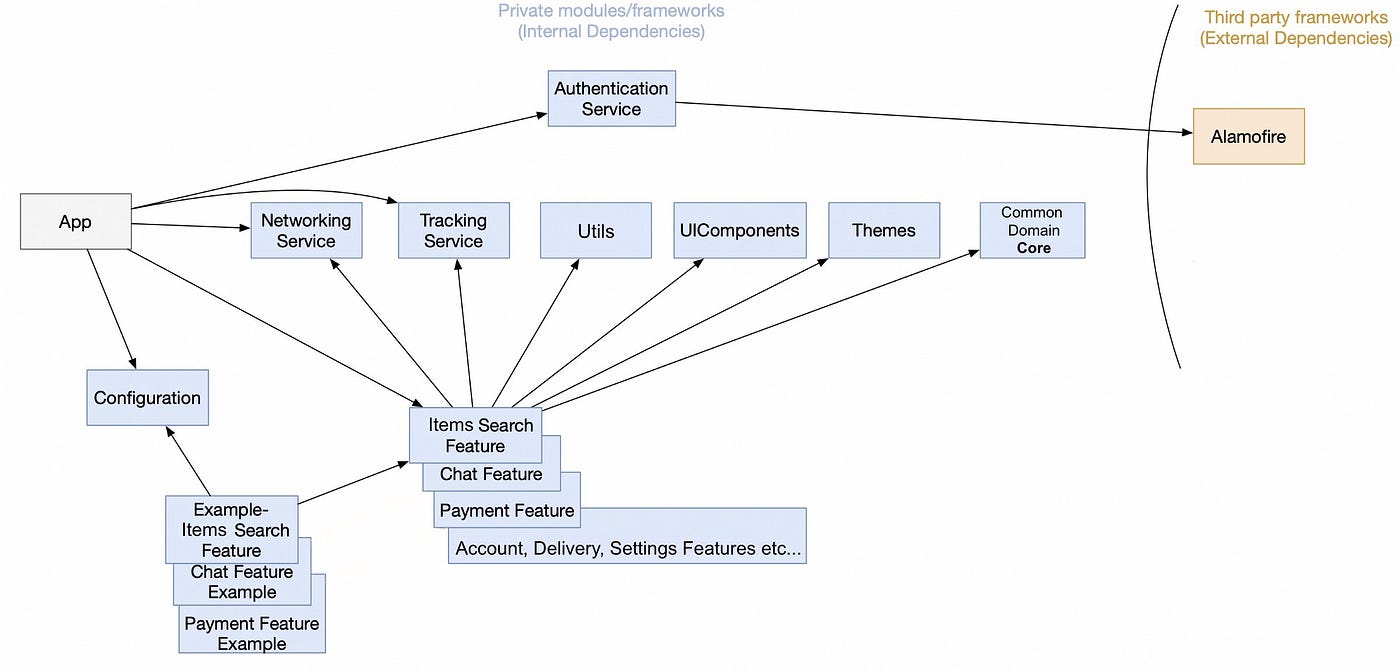 Private modules/frameworks
(Internal Dependencies)
Third party frameworks
(External Dependencies)
Authentication
Service
Alamofire
App
Networking
Service
Tracking
Service
Utils
UIComponents
Themes
Common
Domain
Core
Configuration
Items Search
Feature
Chat Feature
Payment Feature
Account, Delivery, Settings Features etc...
Example-
Items Search
Feature
Chat Feature
Example
Payment Feature
Example